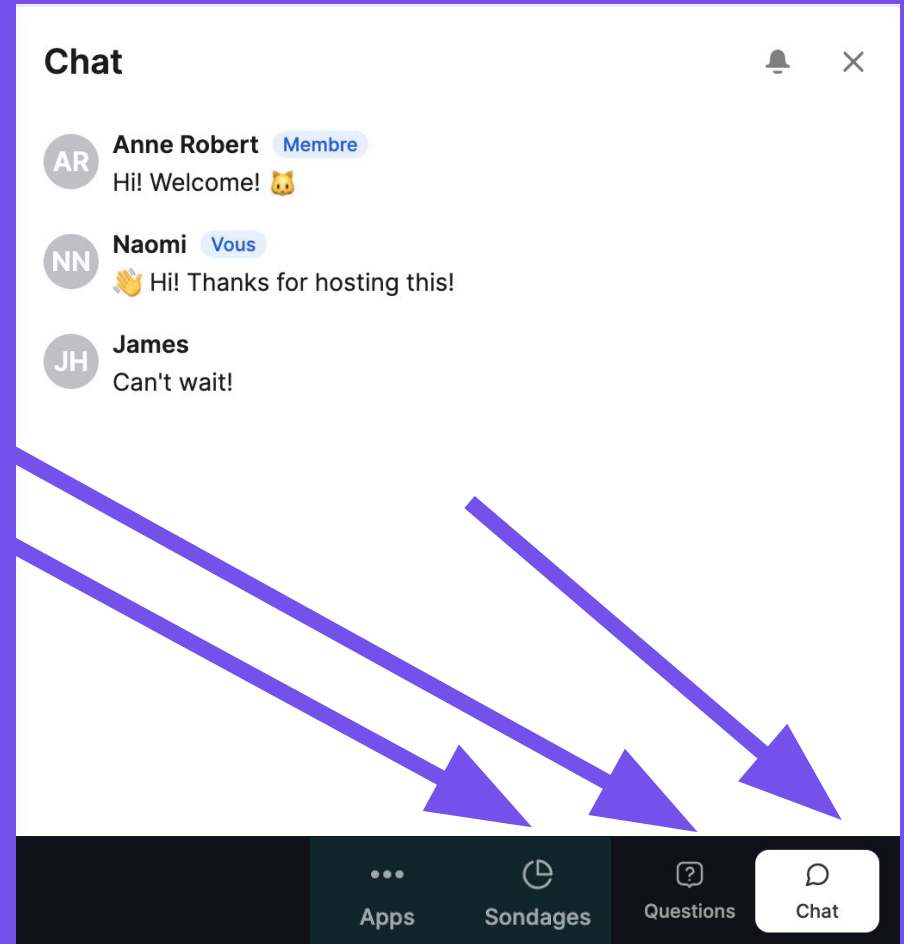 Chat
AR
Anne Robert Membre
Hi! Welcome! 🐱
NN
Naomi Vous
👋 Hi! Thanks for hosting this!
JH
James
Can't wait!
Apps
Sondages
Questions
Chat